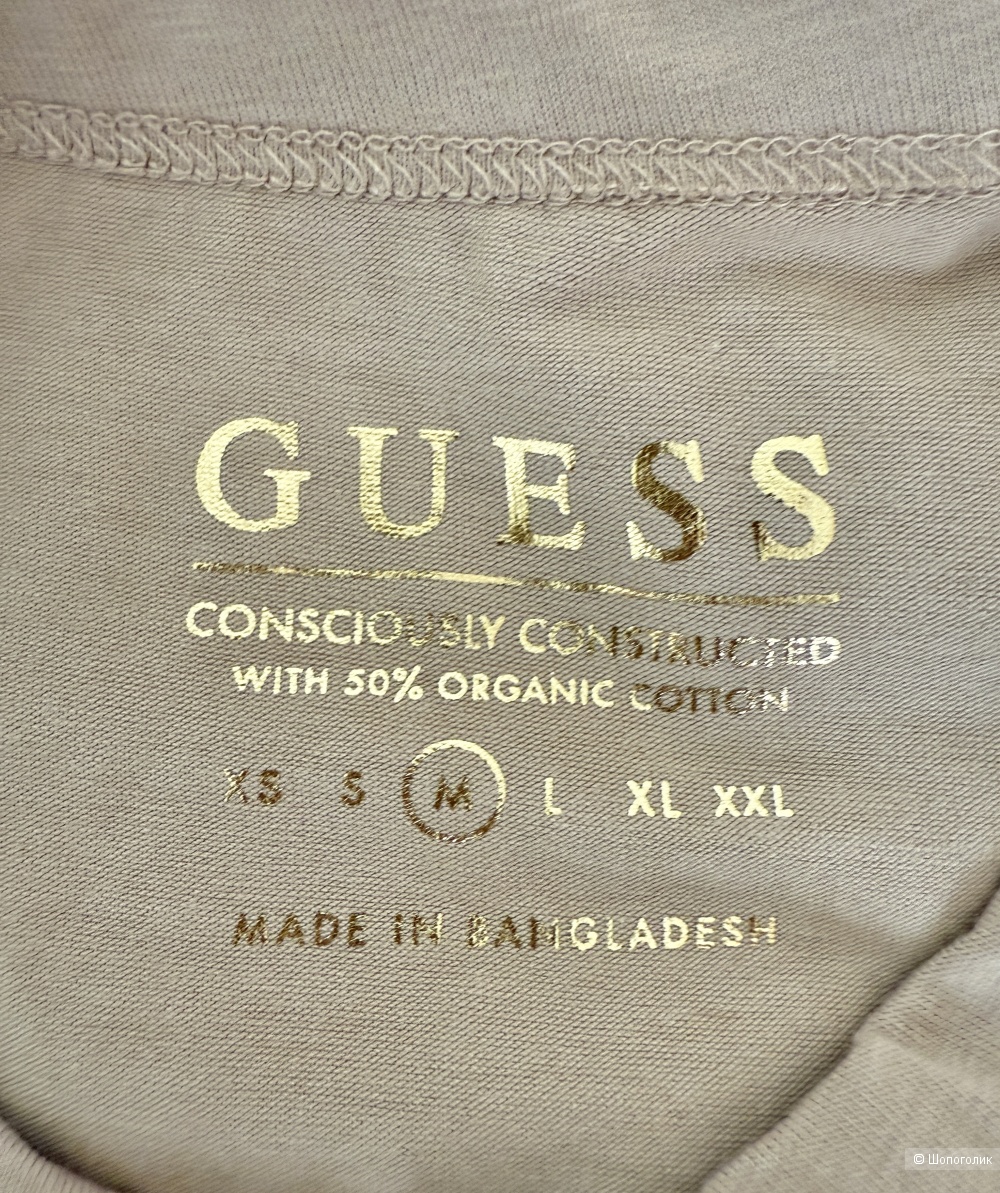 GUESS
CONSCIOUSLY CONSTRUCTED
WITH 50% ORGANIC COTTON
XS S M L XL XXL
MADE IN BANGLADESH
© Шопоголик